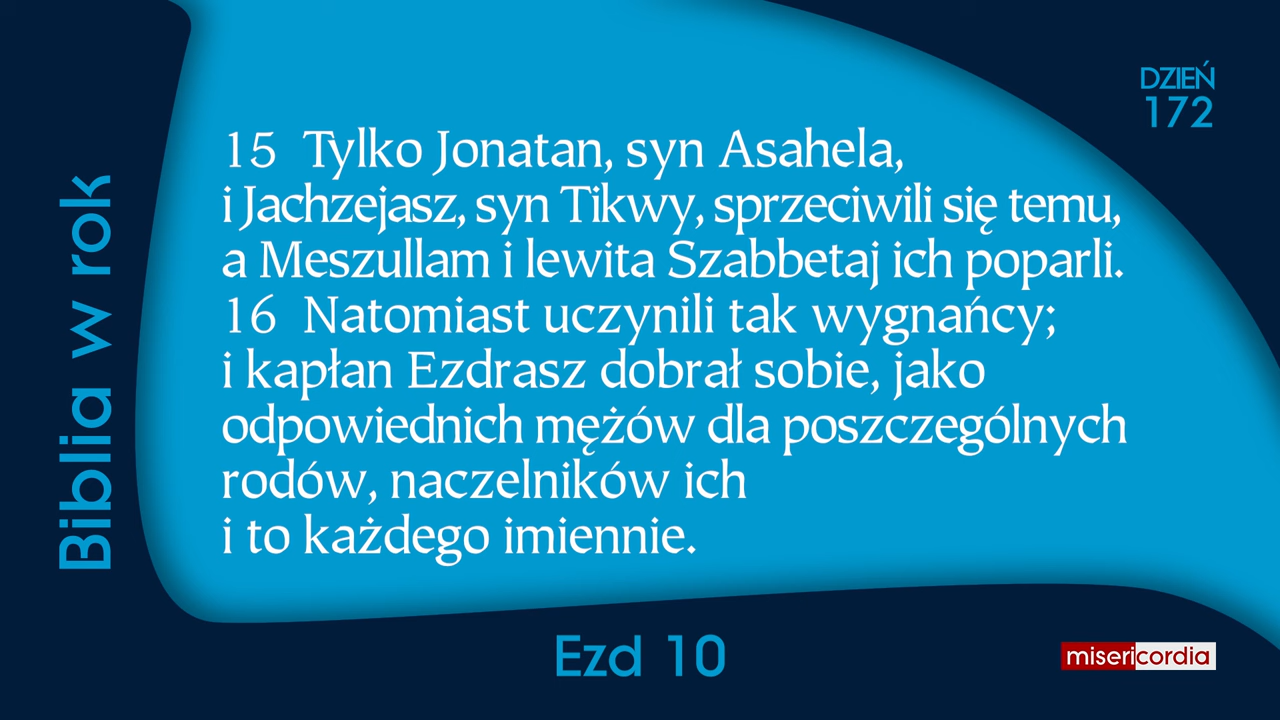 DZIEŃ
172
15 Tylko Jonatan, syn Asahela,
i Jachzejasz, syn Tikwy, sprzeciwili się temu,
a Meszullam i lewita Szabbetaj ich poparli.
16 Natomiast uczynili tak wygnańcy;
i kapłan Ezdrasz dobrał sobie, jako
odpowiednich mężów dla poszczególnych
rodów, naczelników ich
i to każdego imiennie.
Biblia w rok
Ezd 10
misericordia